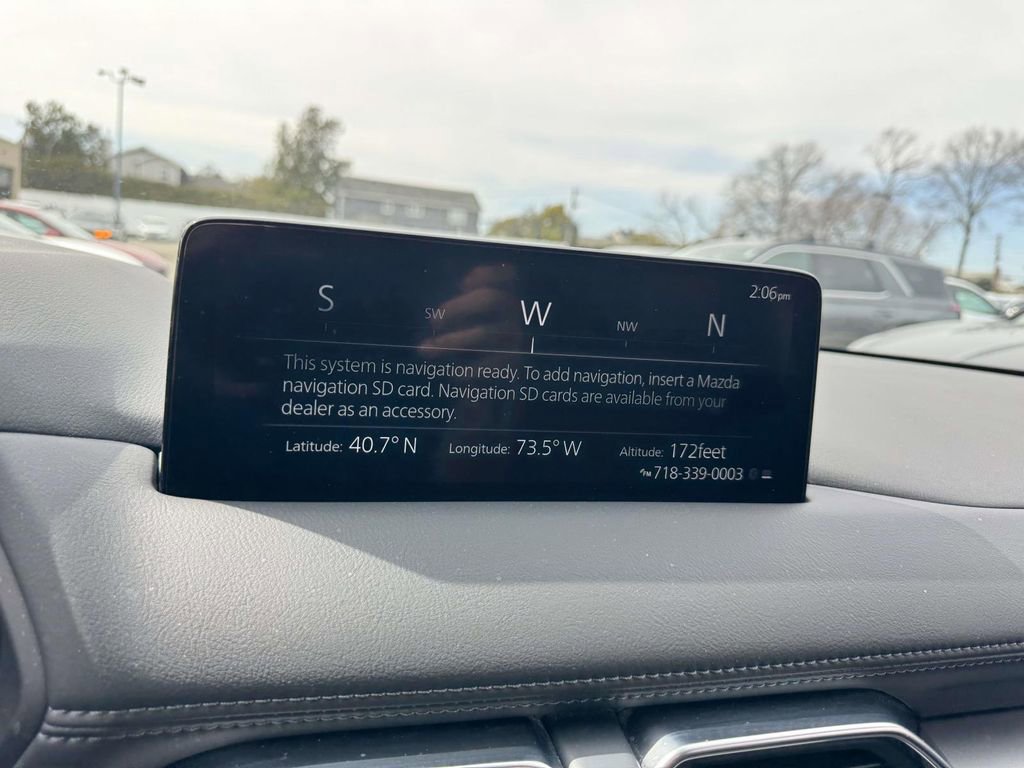 2:06pm
S SW W NW N
This system is navigation ready. To add navigation, insert a Mazda
navigation SD card. Navigation SD cards are available from your
dealer as an accessory.
Latitude: 40.7° N Longitude: 73.5° W Altitude: 172feet
FM 718-339-0003